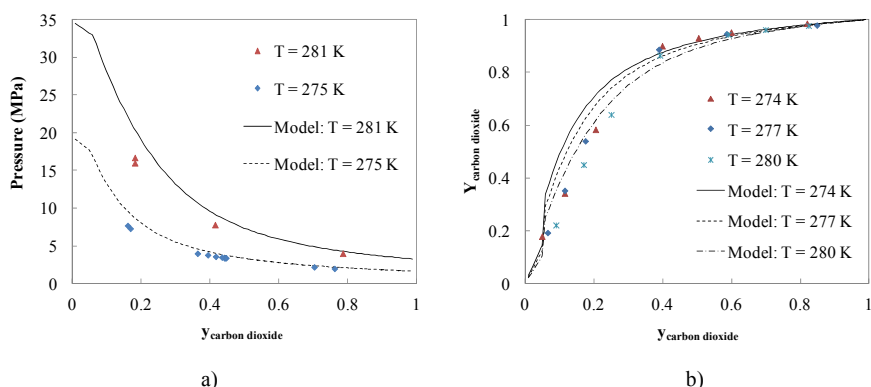 35
30
25
20
15
10
5
0
0 0.2 0.4 0.6 0.8 1
Pressure (MPa)
y carbon dioxide
T = 281 K
T = 275 K
Model: T = 281 K
Model: T = 275 K
a)
1
0.8
0.6
0.4
0.2
0
0 0.2 0.4 0.6 0.8 1
Y carbon dioxide
y carbon dioxide
T = 274 K
T = 277 K
T = 280 K
Model: T = 274 K
Model: T = 277 K
Model: T = 280 K
b)